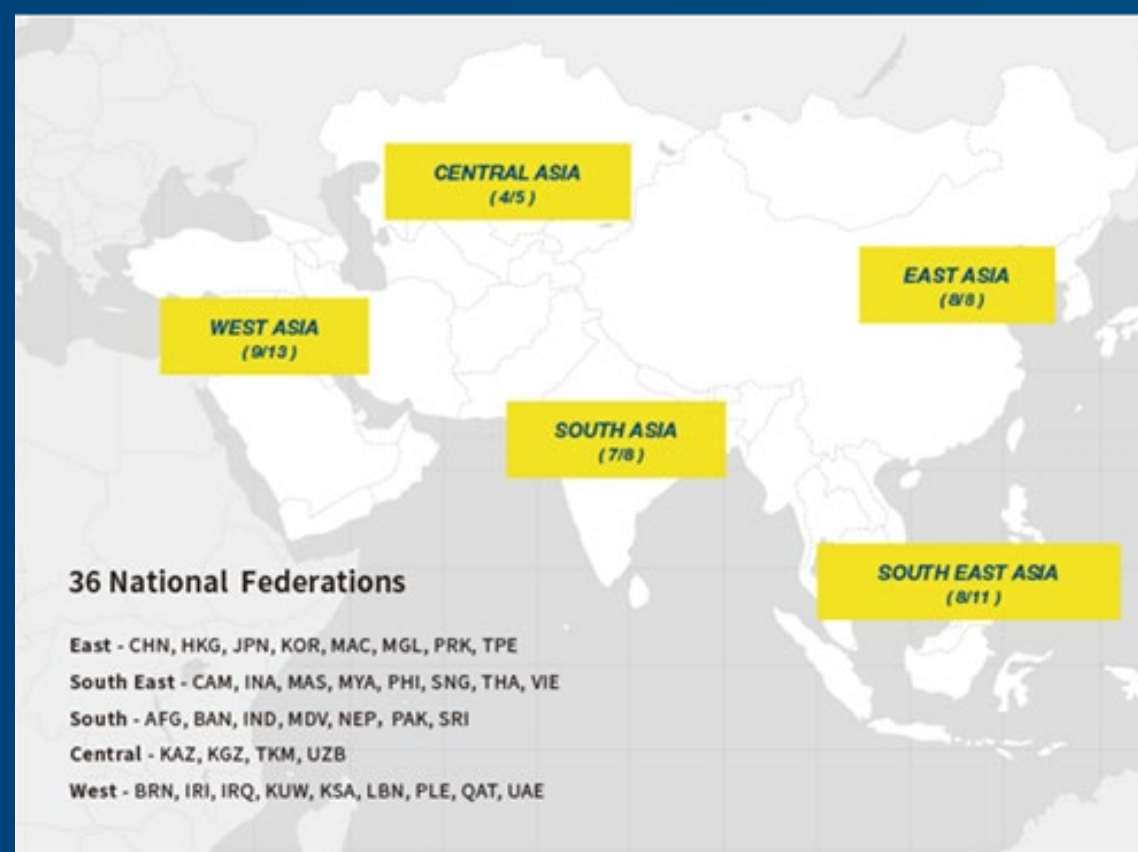 CENTRAL ASIA
( 4/5 )
EAST ASIA
( 8/8 )
WEST ASIA
( 9/13 )
SOUTH ASIA
( 7/8 )
SOUTH EAST ASIA
( 8/11 )
36 National Federations
East - CHN, HKG, JPN, KOR, MAC, MGL, PRK, TPE
South East - CAM, INA, MAS, MYA, PHI, SNG, THA, VIE
South - AFG, BAN, IND, MDV, NEP, PAK, SRI
Central - KAZ, KGZ, TKM, UZB
West - BRN, IRI, IRQ, KUW, KSA, LBN, PLE, QAT, UAE